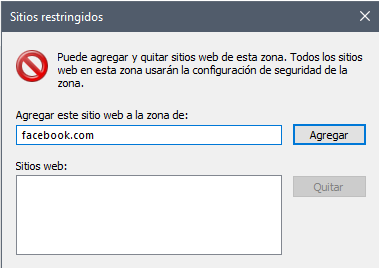 Sitios restringidos
Puede agregar y quitar sitios web de esta zona. Todos los sitios
web en esta zona usarán la configuración de seguridad de la
zona.
Agregar este sitio web a la zona de:
facebook.com
Agregar
Sitios web:
Quitar